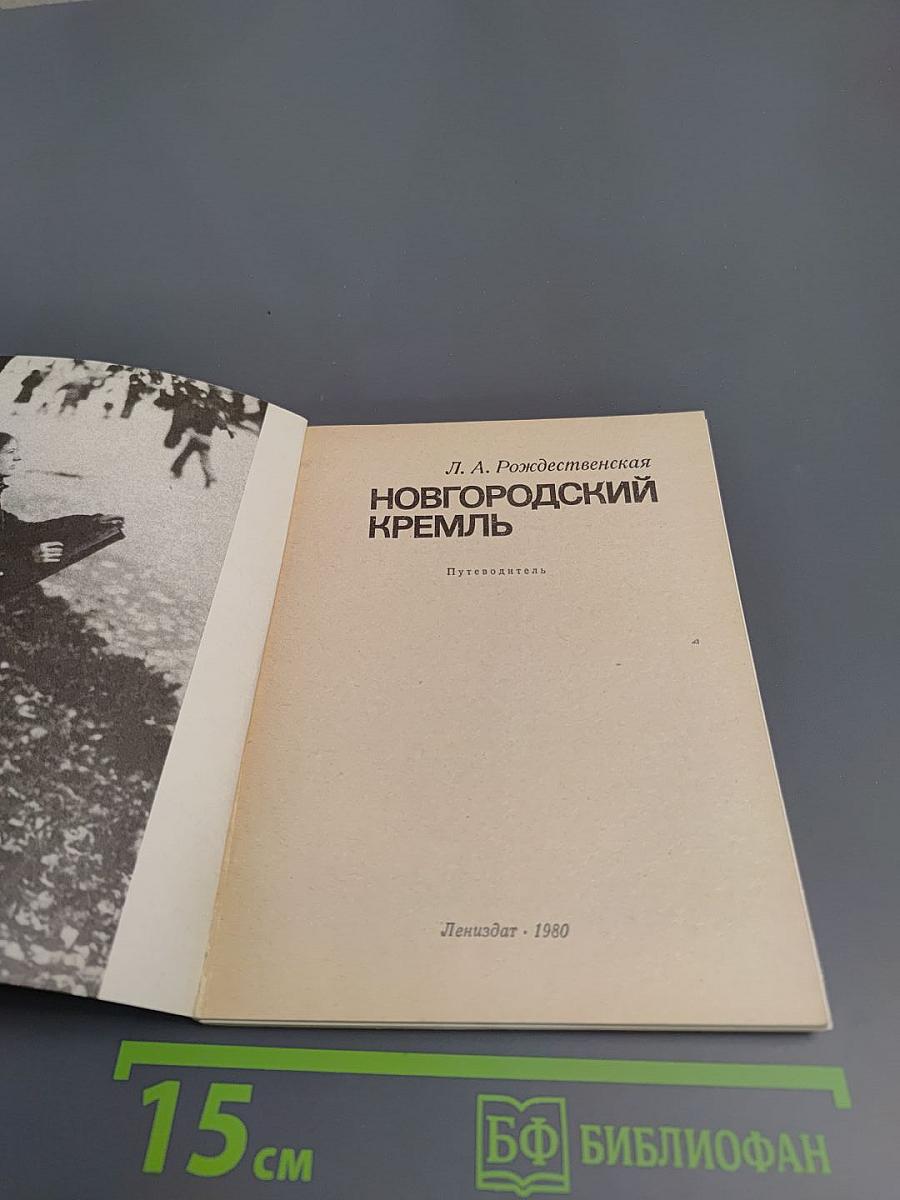 Л. А. Рождественская
НОВГОРОДСКИЙ
КРЕМЛЬ
Путеводитель
Лениздат · 1980
15 см
БФ БИБЛИОФАН